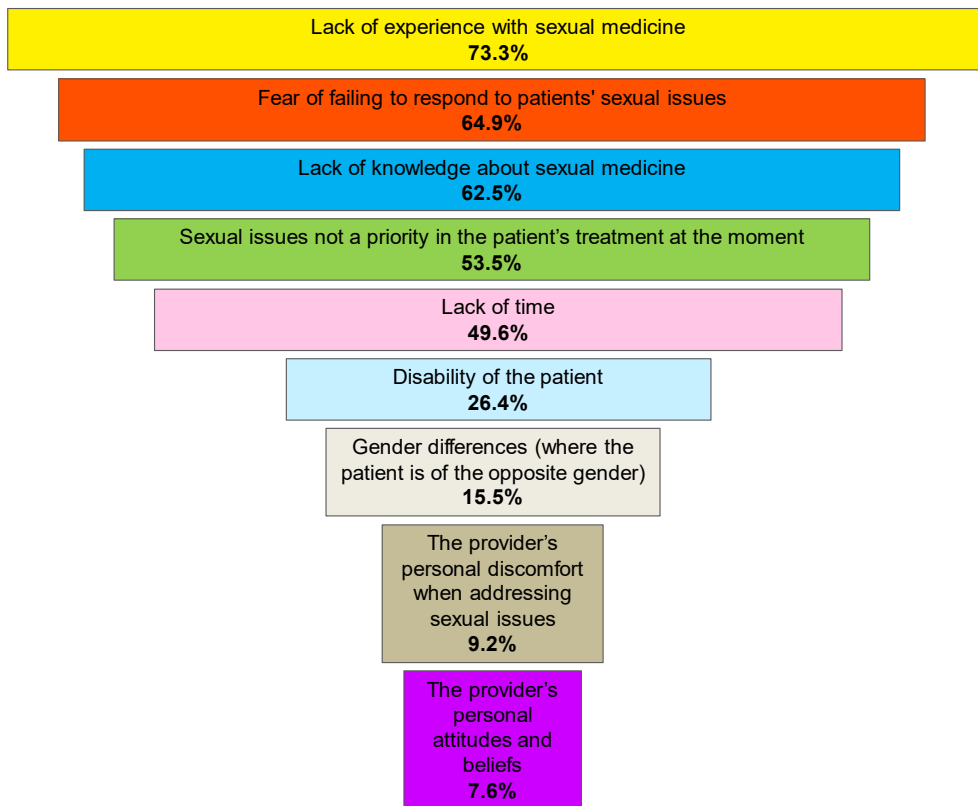 Lack of experience with sexual medicine
73.3%
Fear of failing to respond to patients' sexual issues
64.9%
Lack of knowledge about sexual medicine
62.5%
Sexual issues not a priority in the patient’s treatment at the moment
53.5%
Lack of time
49.6%
Disability of the patient
26.4%
Gender differences (where the
patient is of the opposite gender)
15.5%
The provider’s
personal discomfort
when addressing
sexual issues
9.2%
The provider’s
personal
attitudes and
beliefs
7.6%